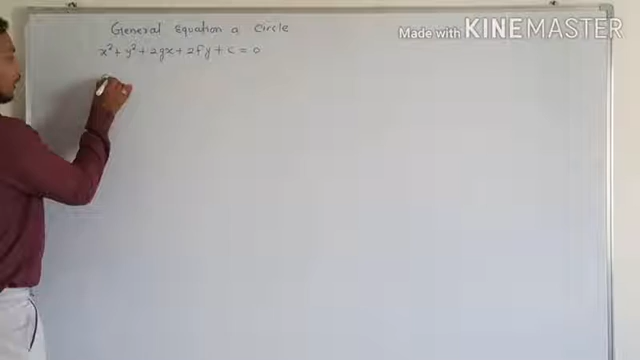 Made with KINEMASTER
General Equation a Circle
x² + y² + 2gx + 2fy + c = 0